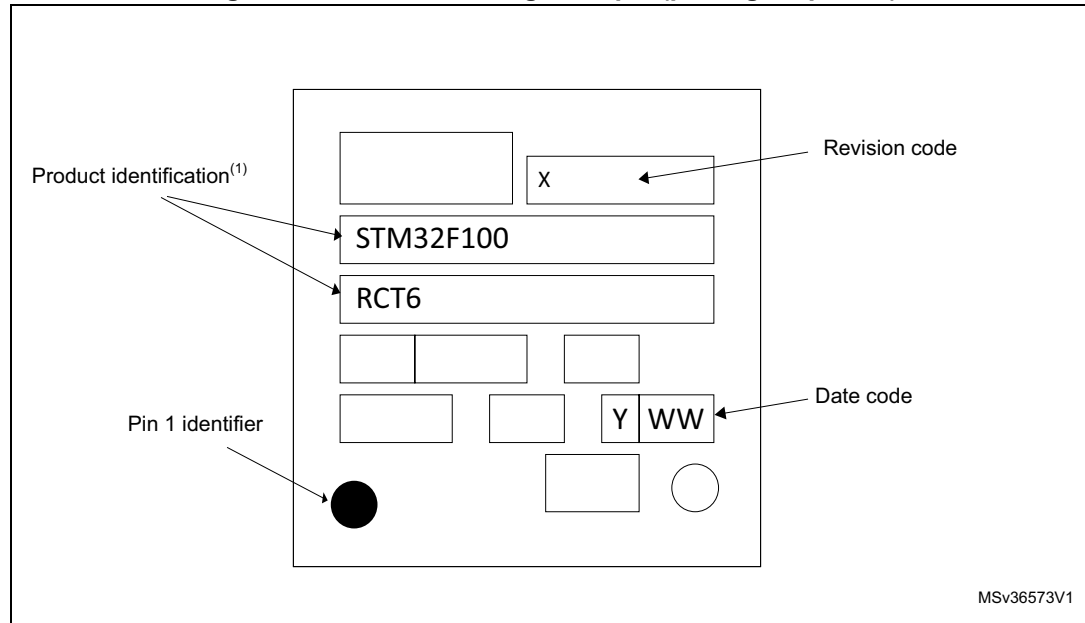 Revision code
X
Product identification(1)
STM32F100
RCT6
Date code
Y WW
Pin 1 identifier
MSv36573V1